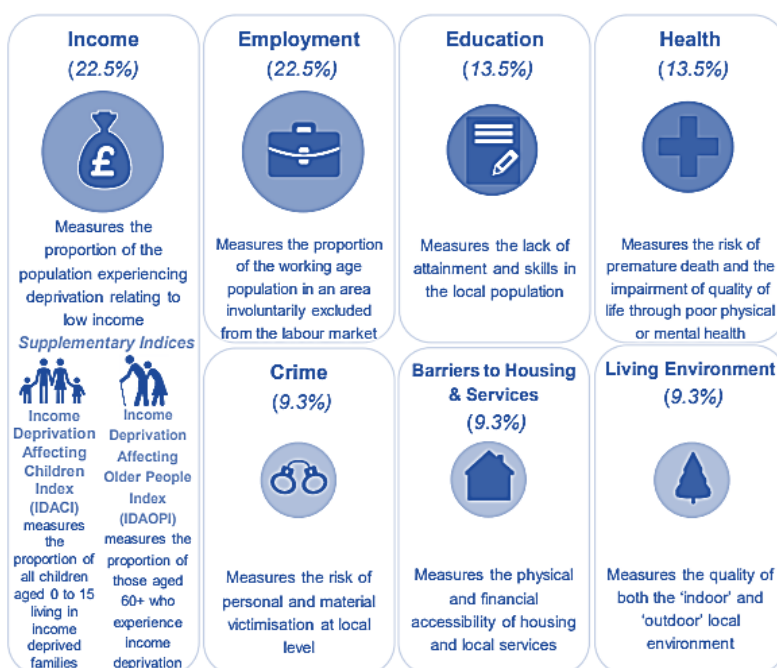 Income
(22.5%)
£
Measures the
proportion of the
population experiencing
deprivation relating to
low income
Supplementary Indices
Income
Deprivation
Affecting
Children
Index
(IDACI)
measures
the
proportion of
all children
aged 0 to 15
living in
income
deprived
families
Income
Deprivation
Affecting
Older People
Index
(IDAOPI)
measures the
proportion of
those aged
60+ who
experience
income
deprivation
Employment
(22.5%)
Measures the proportion
of the working age
population in an area
involuntarily excluded
from the labour market
Education
(13.5%)
Measures the lack of
attainment and skills in
the local population
Health
(13.5%)
Measures the risk of
premature death and the
impairment of quality of
life through poor physical
or mental health
Crime
(9.3%)
Measures the risk of
personal and material
victimisation at local
level
Barriers to Housing
& Services
(9.3%)
Measures the physical
and financial
accessibility of housing
and local services
Living Environment
(9.3%)
Measures the quality of
both the ‘indoor’ and
‘outdoor’ local
environment